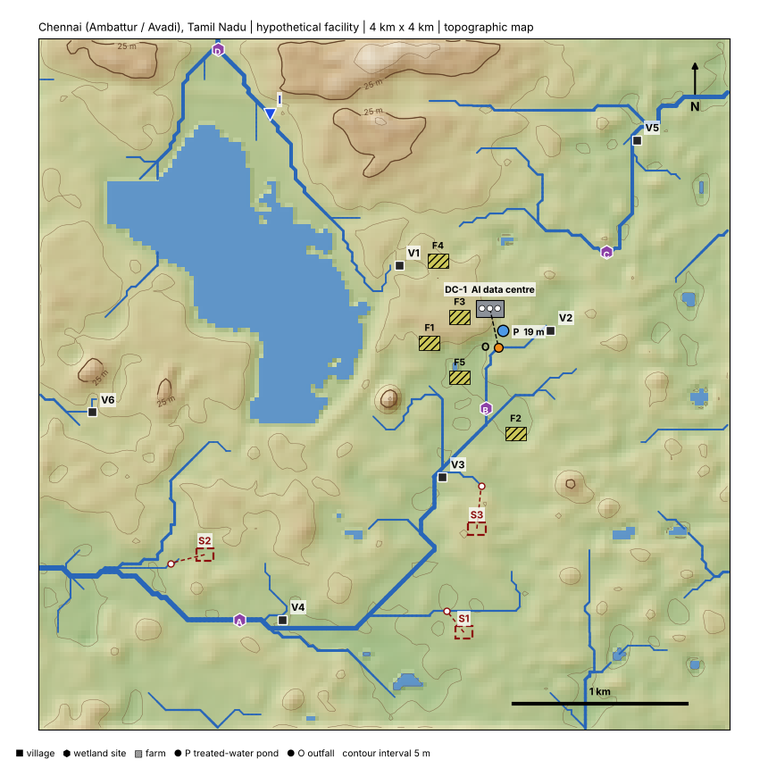 Chennai (Ambattur / Avadi), Tamil Nadu | hypothetical facility | 4 km x 4 km | topographic map
25 m
D
25 m
I
25 m
N
V5
V1
F4
C
DC-1 AI data centre
F3
P 19 m
V2
F1
O
F5
25 m
25 m
V6
B
F2
V3
S3
S2
A
V4
S1
1 km
village
wetland site
farm
P treated-water pond
O outfall
contour interval 5 m